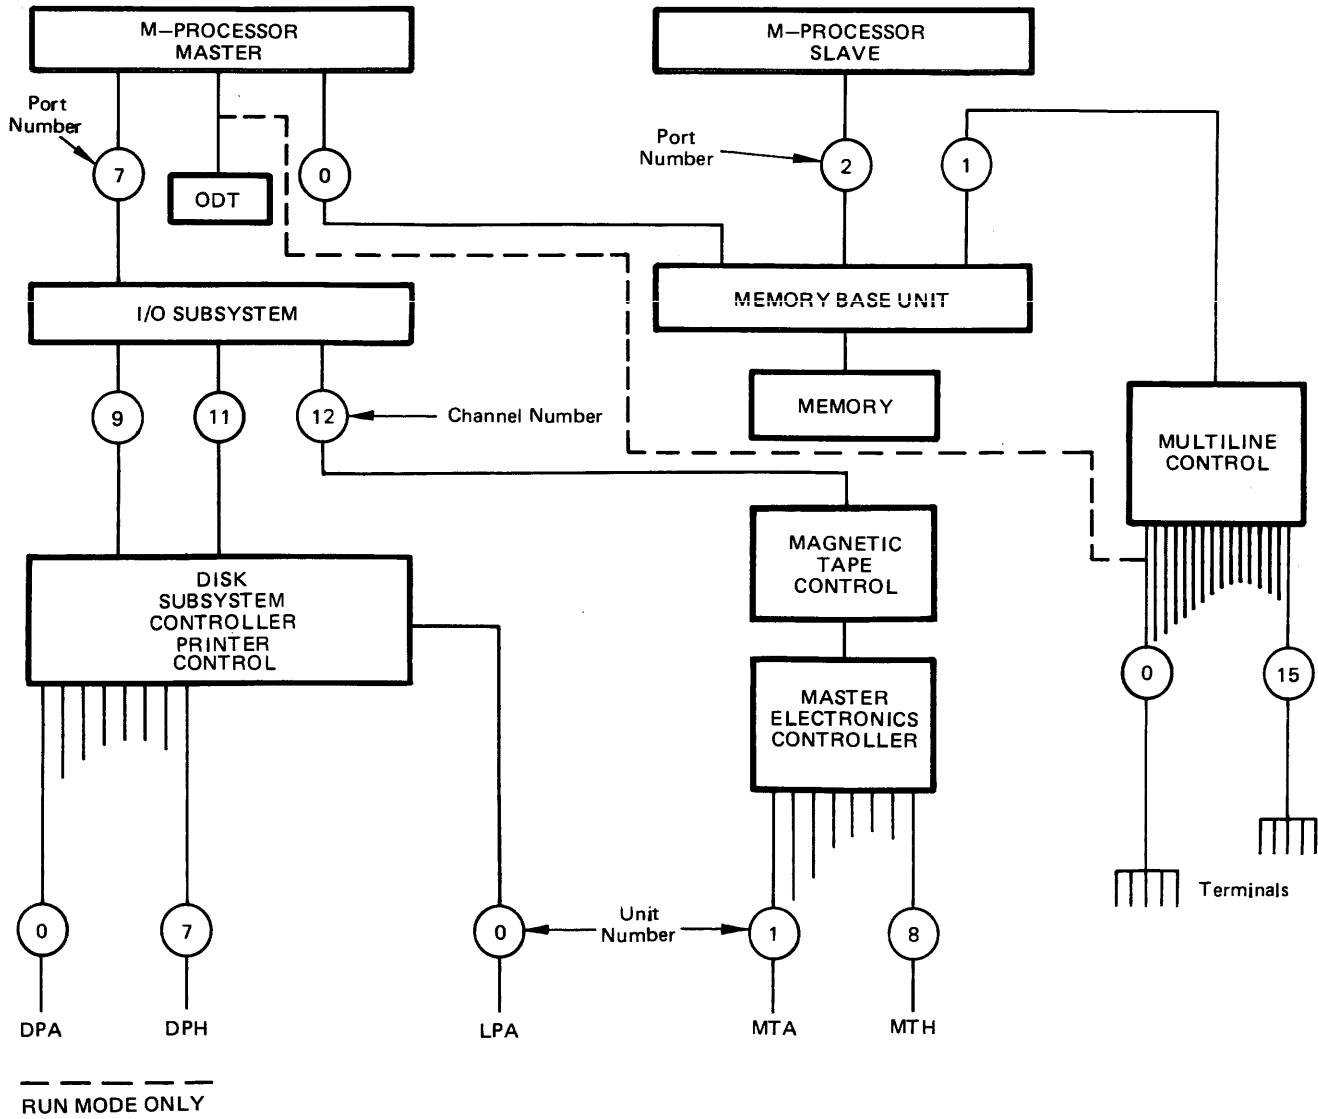 M–PROCESSOR
MASTER
M–PROCESSOR
SLAVE
Port
Number
7
ODT
0
Port
Number
2
1
I/O SUBSYSTEM
MEMORY BASE UNIT
9
11
12
Channel Number
MEMORY
MULTILINE
CONTROL
MAGNETIC
TAPE
CONTROL
DISK
SUBSYSTEM
CONTROLLER
PRINTER
CONTROL
MASTER
ELECTRONICS
CONTROLLER
0
15
Terminals
0
7
0
Unit
Number
1
8
DPA
DPH
LPA
MTA
MTH
RUN MODE ONLY